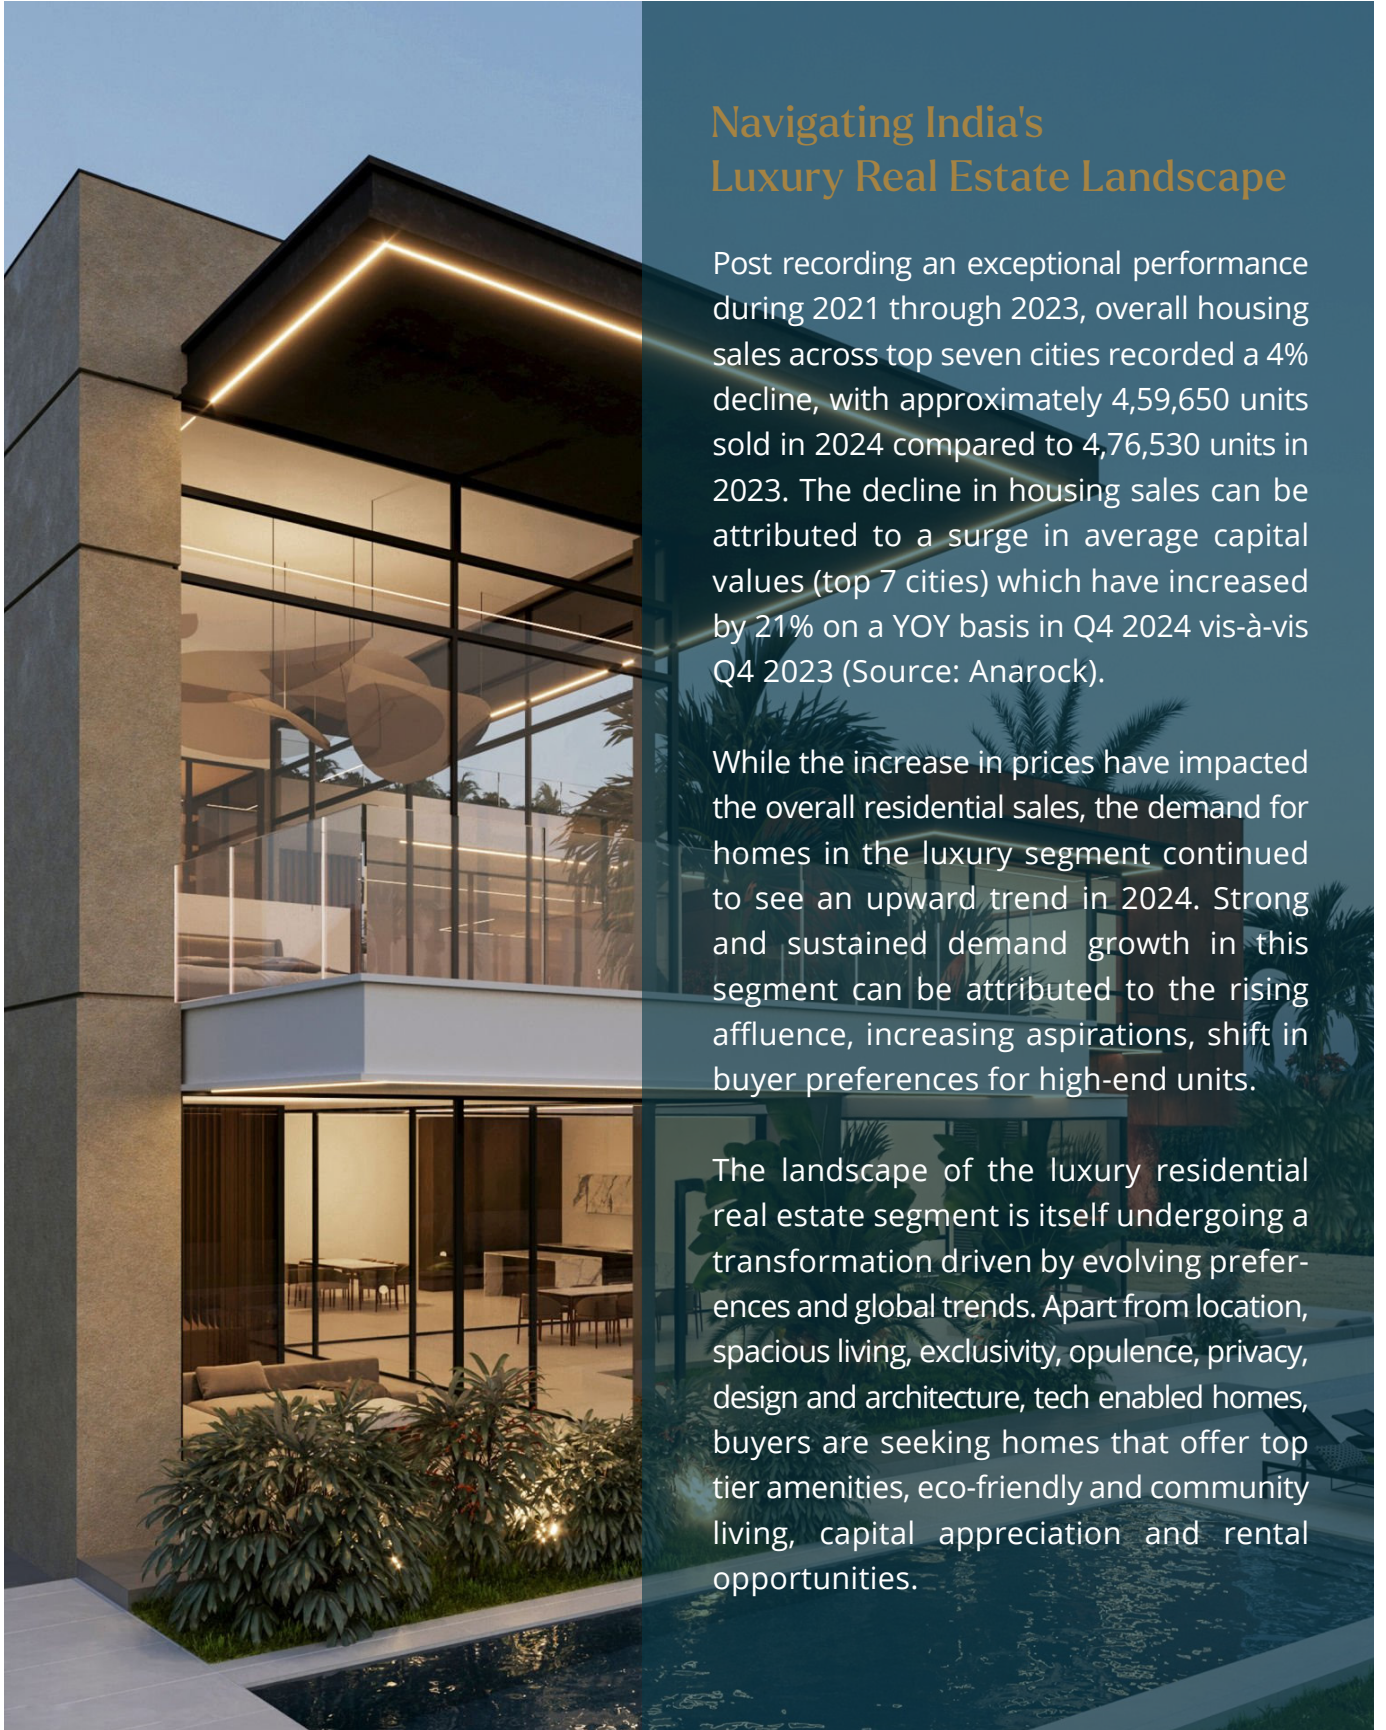 Navigating India's
Luxury Real Estate Landscape
Post recording an exceptional performance
during 2021 through 2023, overall housing
sales across top seven cities recorded a 4%
decline, with approximately 4,59,650 units
sold in 2024 compared to 4,76,530 units in
2023. The decline in housing sales can be
attributed to a surge in average capital
values (top 7 cities) which have increased
by 21% on a YOY basis in Q4 2024 vis-à-vis
Q4 2023 (Source: Anarock).
While the increase in prices have impacted
the overall residential sales, the demand for
homes in the luxury segment continued
to see an upward trend in 2024. Strong
and sustained demand growth in this
segment can be attributed to the rising
affluence, increasing aspirations, shift in
buyer preferences for high-end units.
The landscape of the luxury residential
real estate segment is itself undergoing a
transformation driven by evolving prefer-
ences and global trends. Apart from location,
spacious living, exclusivity, opulence, privacy,
design and architecture, tech enabled homes,
buyers are seeking homes that offer top
tier amenities, eco-friendly and community
living, capital appreciation and rental
opportunities.